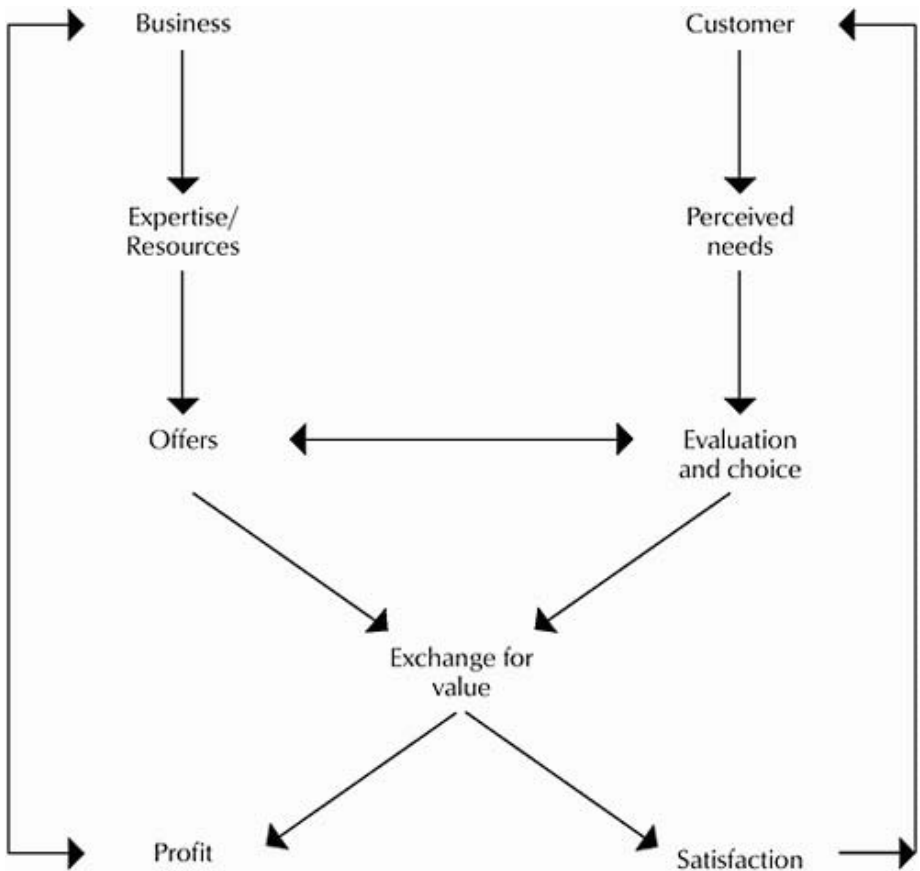 Business
Customer
Expertise/
Resources
Perceived
needs
Offers
Evaluation
and choice
Exchange for
value
Profit
Satisfaction